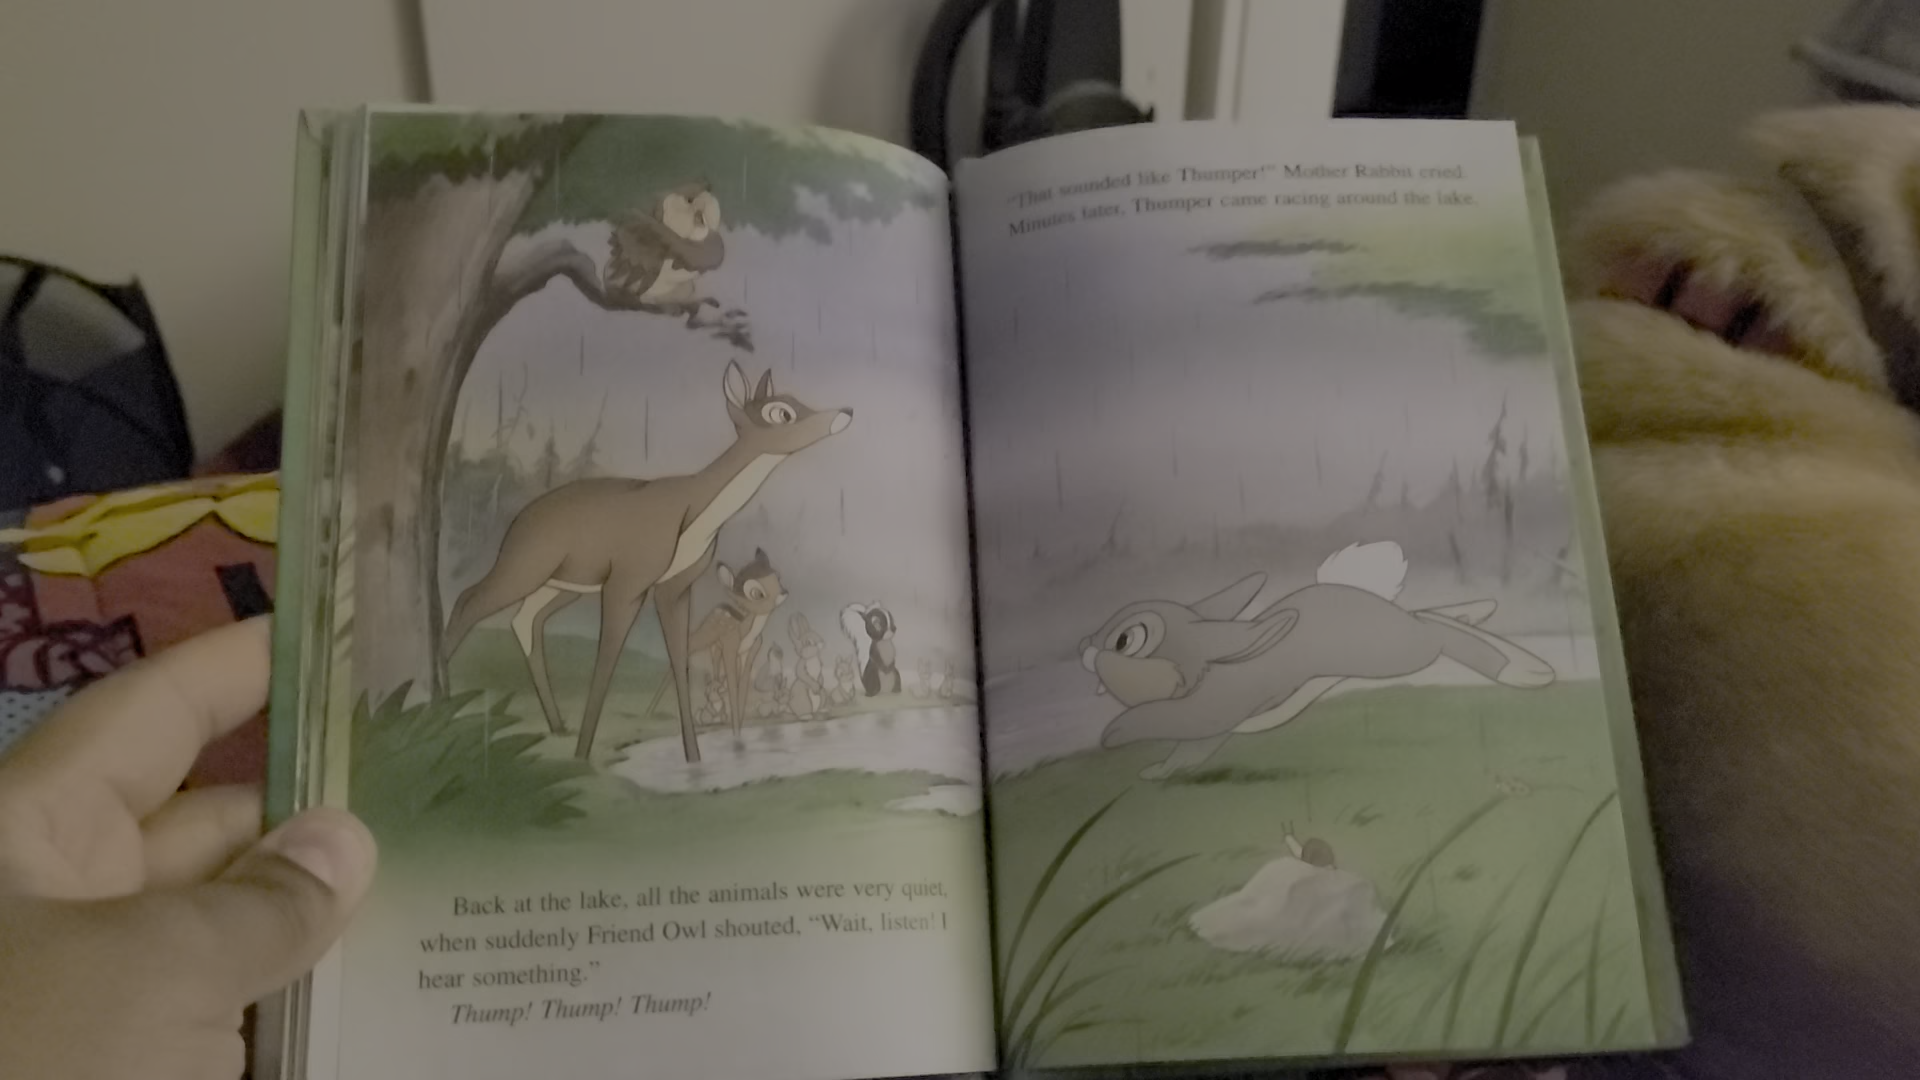 Back at the lake, all the animals were very quiet,
when suddenly Friend Owl shouted, “Wait, listen! I
hear something.”
Thump! Thump! Thump!
“That sounded like Thumper!” Mother Rabbit cried.
Minutes later, Thumper came racing around the lake.